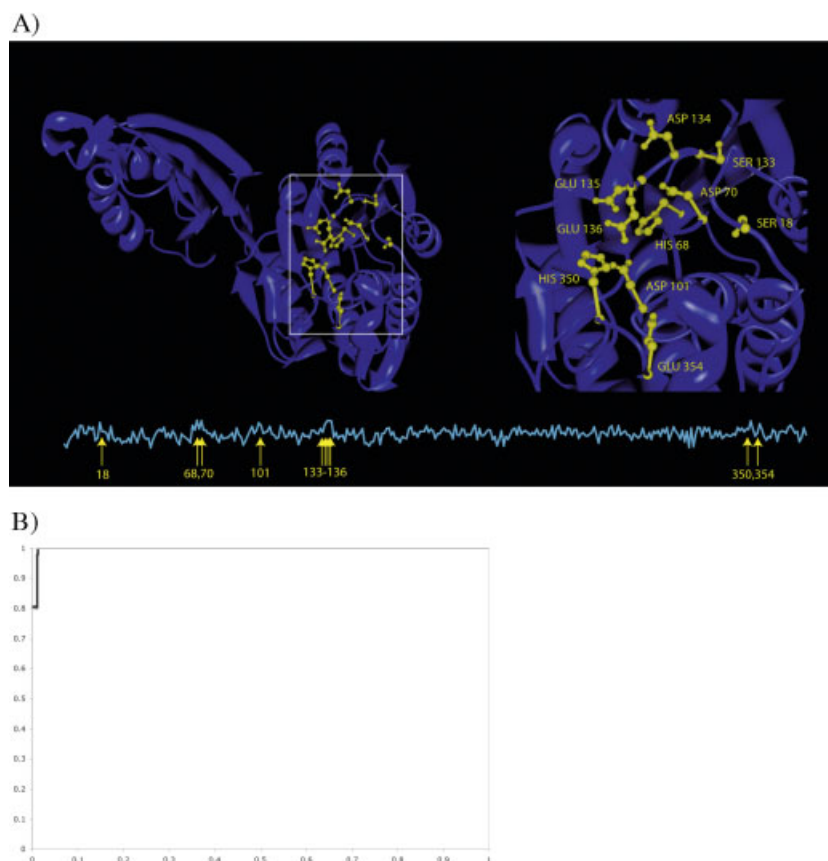 A)
ASP 134
SER 133
GLU 135
ASP 70
SER 18
GLU 136
HIS 68
HIS 350
ASP 101
GLU 354
18
68,70
101
133-136
350,354
B)
1
0.9
0.8
0.7
0.6
0.5
0.4
0.3
0.2
0.1
0
0 0.1 0.2 0.3 0.4 0.5 0.6 0.7 0.8 0.9 1